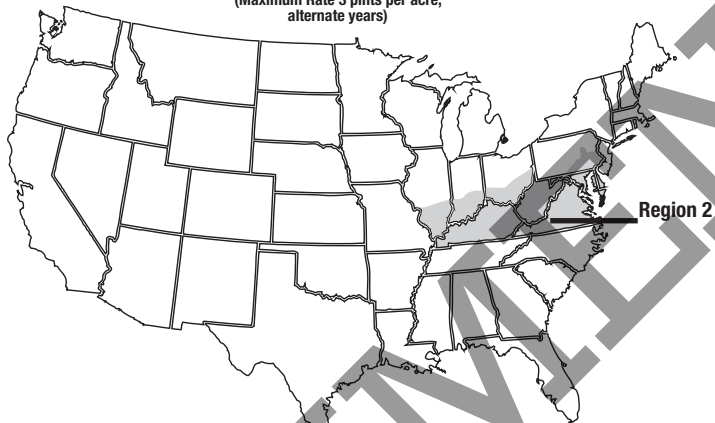 (Maximum Rate 3 pints per acre,
alternate years)
Region 2